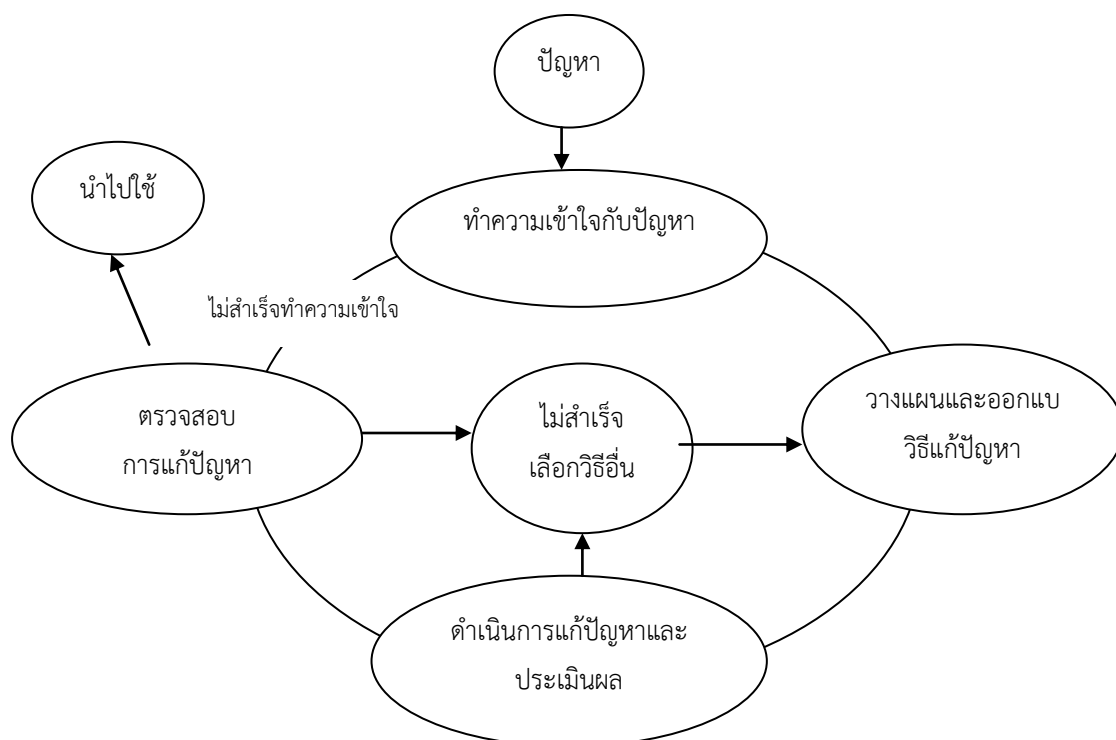 ปัญหา
นำไปใช้
ทำความเข้าใจกับปัญหา
ไม่สำเร็จทำความเข้าใจ
ตรวจสอบ
การแก้ปัญหา
ไม่สำเร็จ
เลือกวิธีอื่น
วางแผนและออกแบ
วิธีแก้ปัญหา
ดำเนินการแก้ปัญหาและ
ประเมินผล